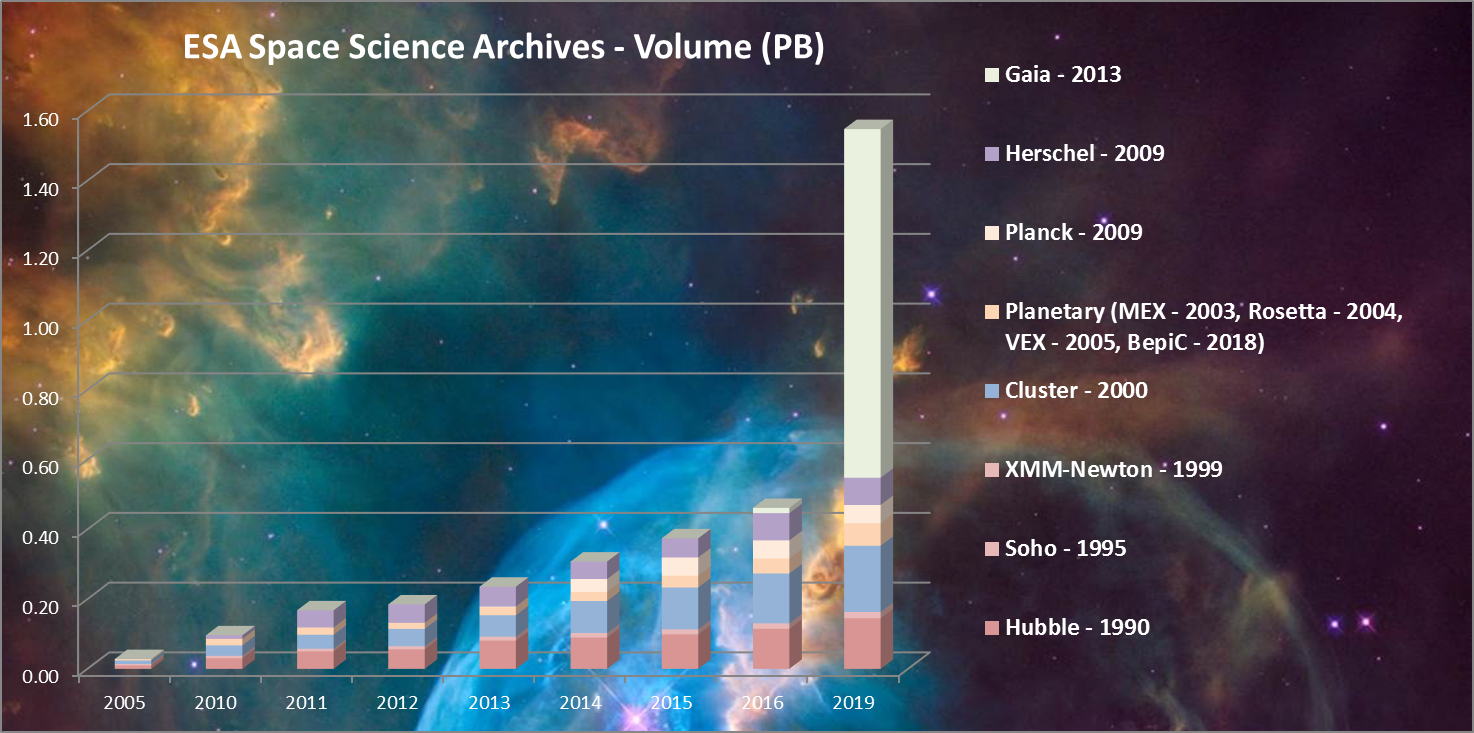 ESA Space Science Archives - Volume (PB)
1.60
1.40
1.20
1.00
0.80
0.60
0.40
0.20
0.00
2005 2010 2011 2012 2013 2014 2015 2016 2019
Gaia - 2013
Herschel - 2009
Planck - 2009
Planetary (MEX - 2003, Rosetta - 2004,
VEX - 2005, BepiC - 2018)
Cluster - 2000
XMM-Newton - 1999
Soho - 1995
Hubble - 1990